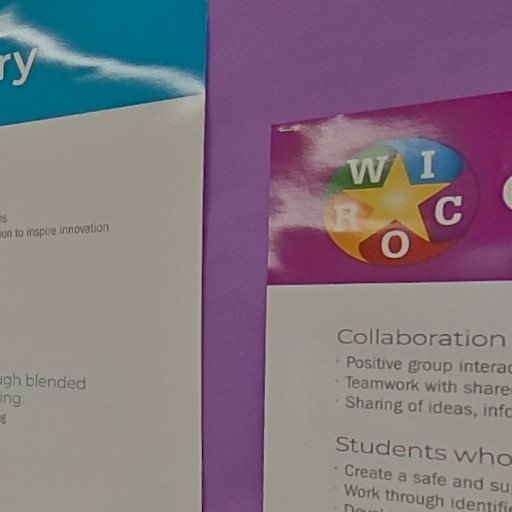 ry
ns
ion to inspire innovation
ugh blended
ing:
g
W I C O R
Collaboration
· Positive group interac
· Teamwork with share
· Sharing of ideas, info
Students who
· Create a safe and su
· Work through identifi